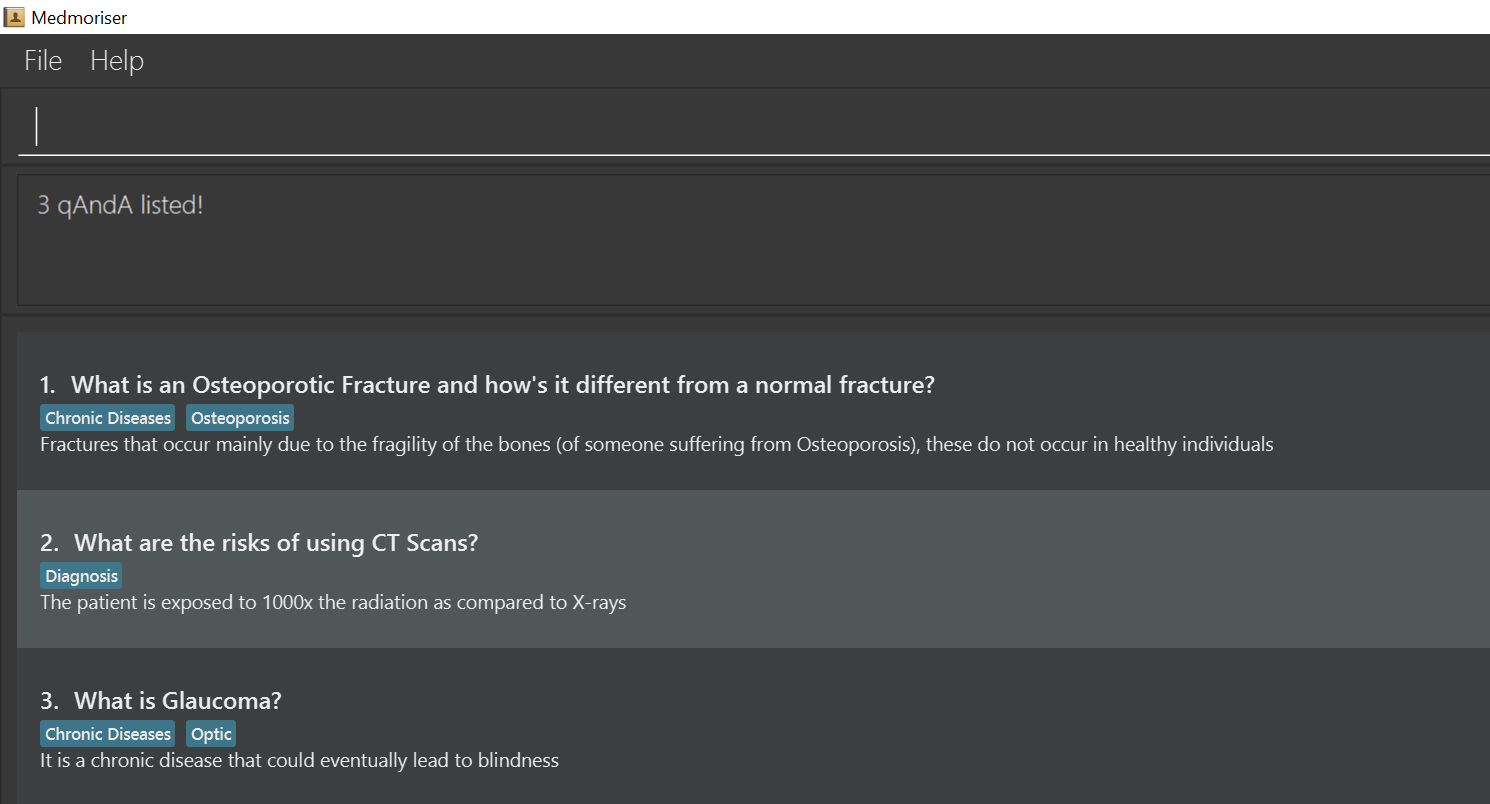 Medmoriser
File Help
3 qAndA listed!
1. What is an Osteoporotic Fracture and how's it different from a normal fracture?
Chronic Diseases Osteoporosis
Fractures that occur mainly due to the fragility of the bones (of someone suffering from Osteoporosis), these do not occur in healthy individuals
2. What are the risks of using CT Scans?
Diagnosis
The patient is exposed to 1000x the radiation as compared to X-rays
3. What is Glaucoma?
Chronic Diseases Optic
It is a chronic disease that could eventually lead to blindness